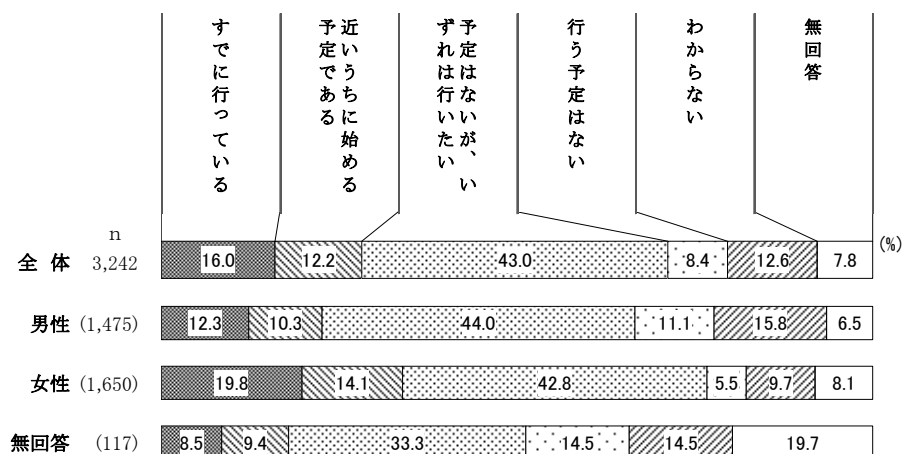 すでに行っている
近いうちに始める
予定である
予定はないが、い
ずれは行いたい
行う予定はない
わからない
無回答
n
(%)
全 体 3,242 16.0 12.2 43.0 8.4 12.6 7.8
男性 (1,475) 12.3 10.3 44.0 11.1 15.8 6.5
女性 (1,650) 19.8 14.1 42.8 5.5 9.7 8.1
無回答 (117) 8.5 9.4 33.3 14.5 14.5 19.7